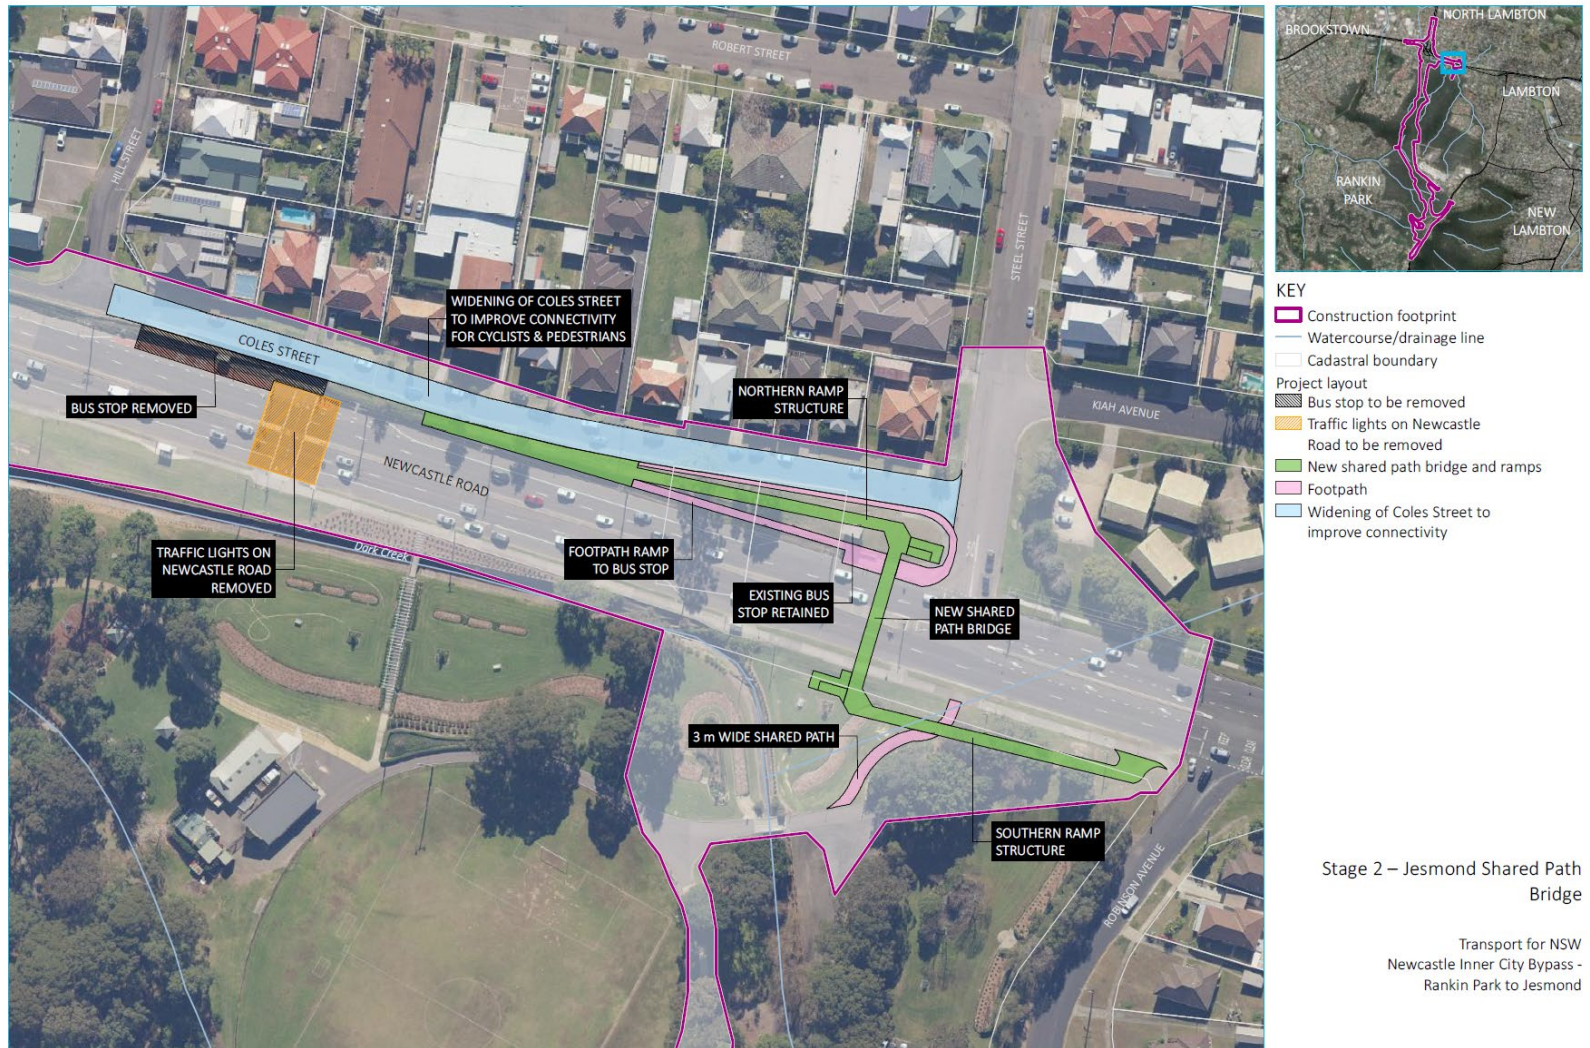 ROBERT STREET
HILL STREET
STEEL STREET
WIDENING OF COLES STREET
TO IMPROVE CONNECTIVITY
FOR CYCLISTS & PEDESTRIANS
COLES STREET
BUS STOP REMOVED
NORTHERN RAMP
STRUCTURE
KIAH AVENUE
NEWCASTLE ROAD
TRAFFIC LIGHTS ON
NEWCASTLE ROAD
REMOVED
Dark Creek
FOOTPATH RAMP
TO BUS STOP
EXISTING BUS
STOP RETAINED
NEW SHARED
PATH BRIDGE
3 m WIDE SHARED PATH
KEEP
CLEAR
SOUTHERN RAMP
STRUCTURE
ROBINSON AVENUE
NORTH LAMBTON
BROOKSTOWN
LAMBTON
RANKIN
PARK
NEW
LAMBTON
KEY
Construction footprint
Watercourse/drainage line
Cadastral boundary
Project layout
Bus stop to be removed
Traffic lights on Newcastle
Road to be removed
New shared path bridge and ramps
Footpath
Widening of Coles Street to
improve connectivity
Stage 2 – Jesmond Shared Path
Bridge
Transport for NSW
Newcastle Inner City Bypass -
Rankin Park to Jesmond